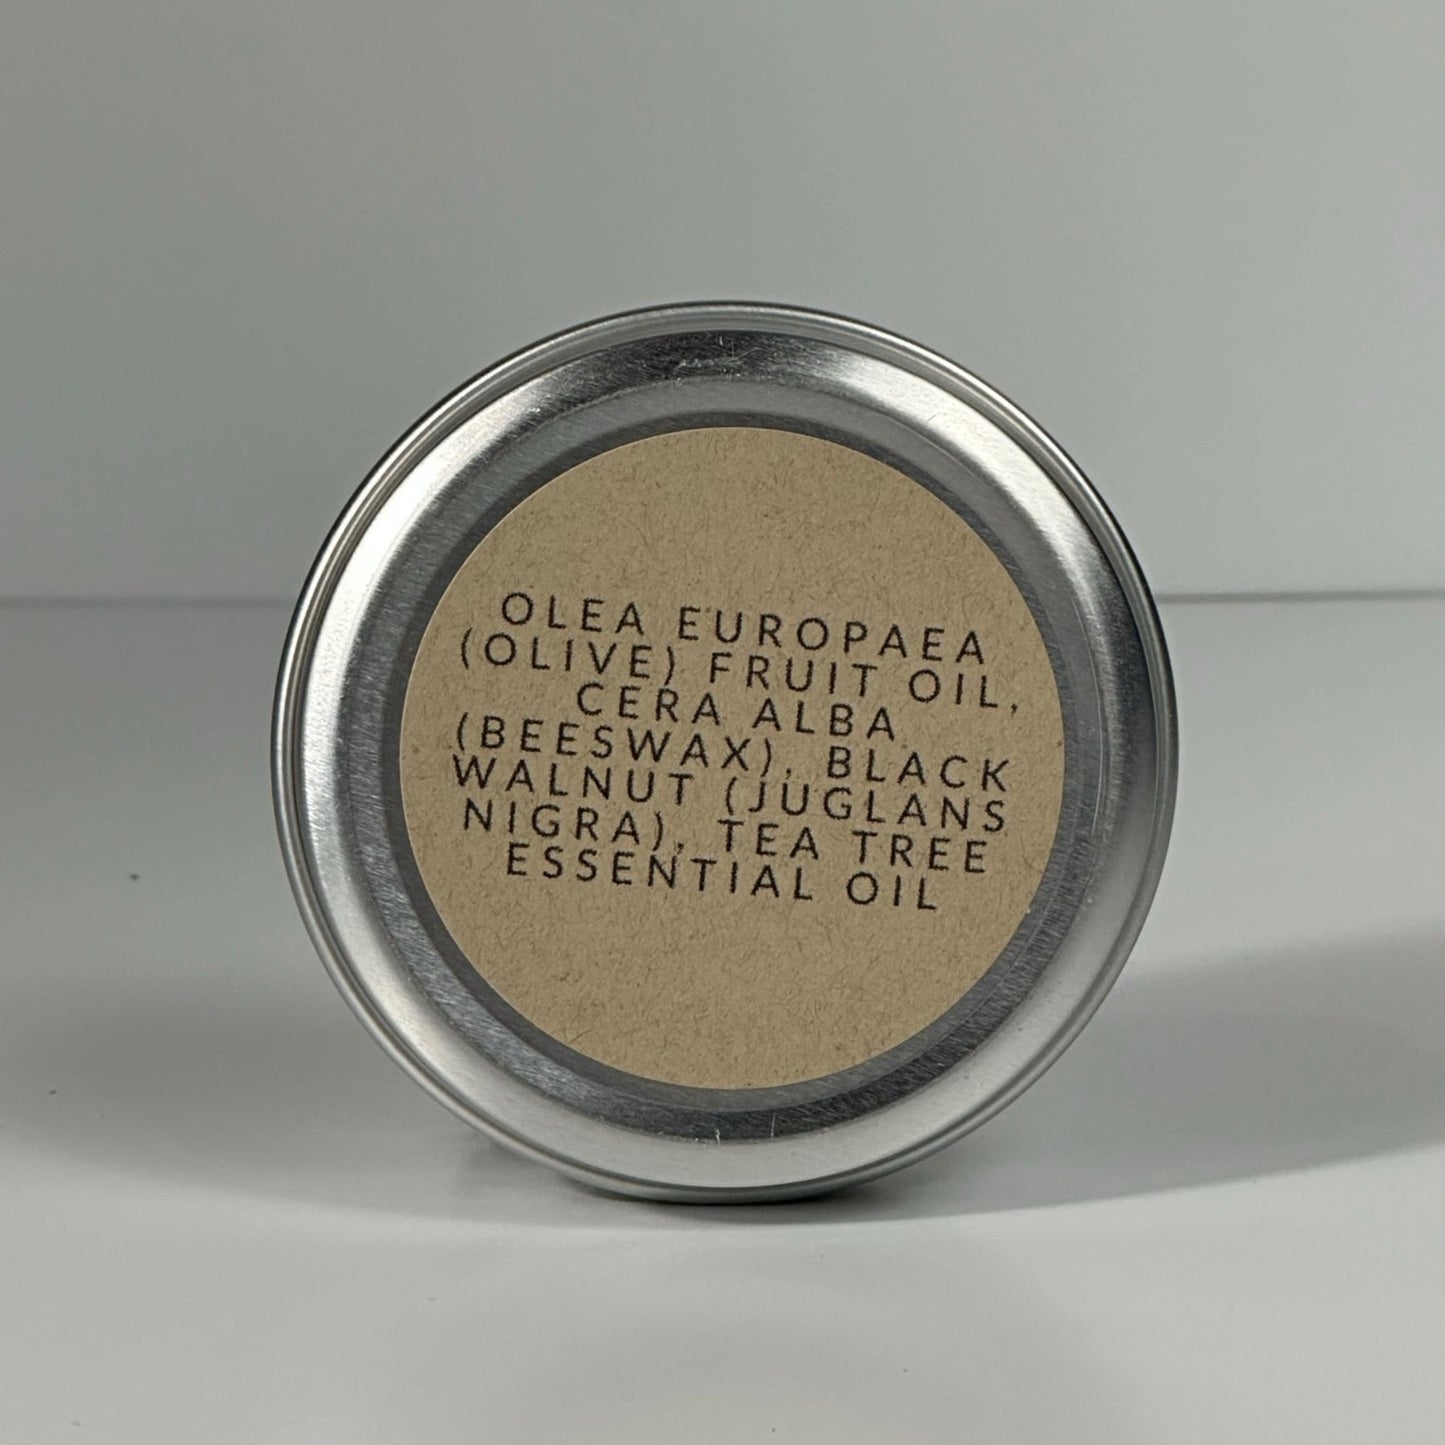 OLEA EUROPAEA
(OLIVE) FRUIT OIL,
CERA ALBA
(BEESWAX), BLACK
WALNUT (JUGLANS
NIGRA), TEA TREE
ESSENTIAL OIL